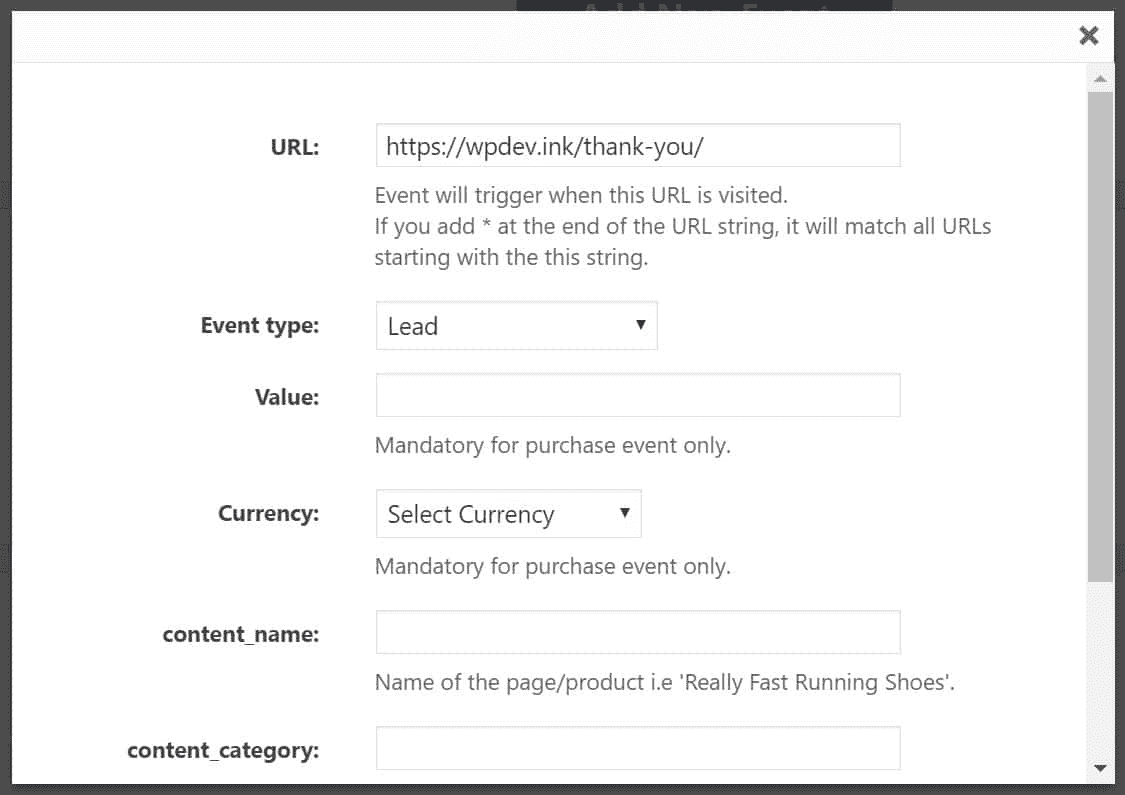 URL:
https://wpdev.ink/thank-you/
Event will trigger when this URL is visited.
If you add * at the end of the URL string, it will match all URLs
starting with the this string.
Event type:
Lead
Value:
Mandatory for purchase event only.
Currency:
Select Currency
Mandatory for purchase event only.
content_name:
Name of the page/product i.e 'Really Fast Running Shoes'.
content_category: